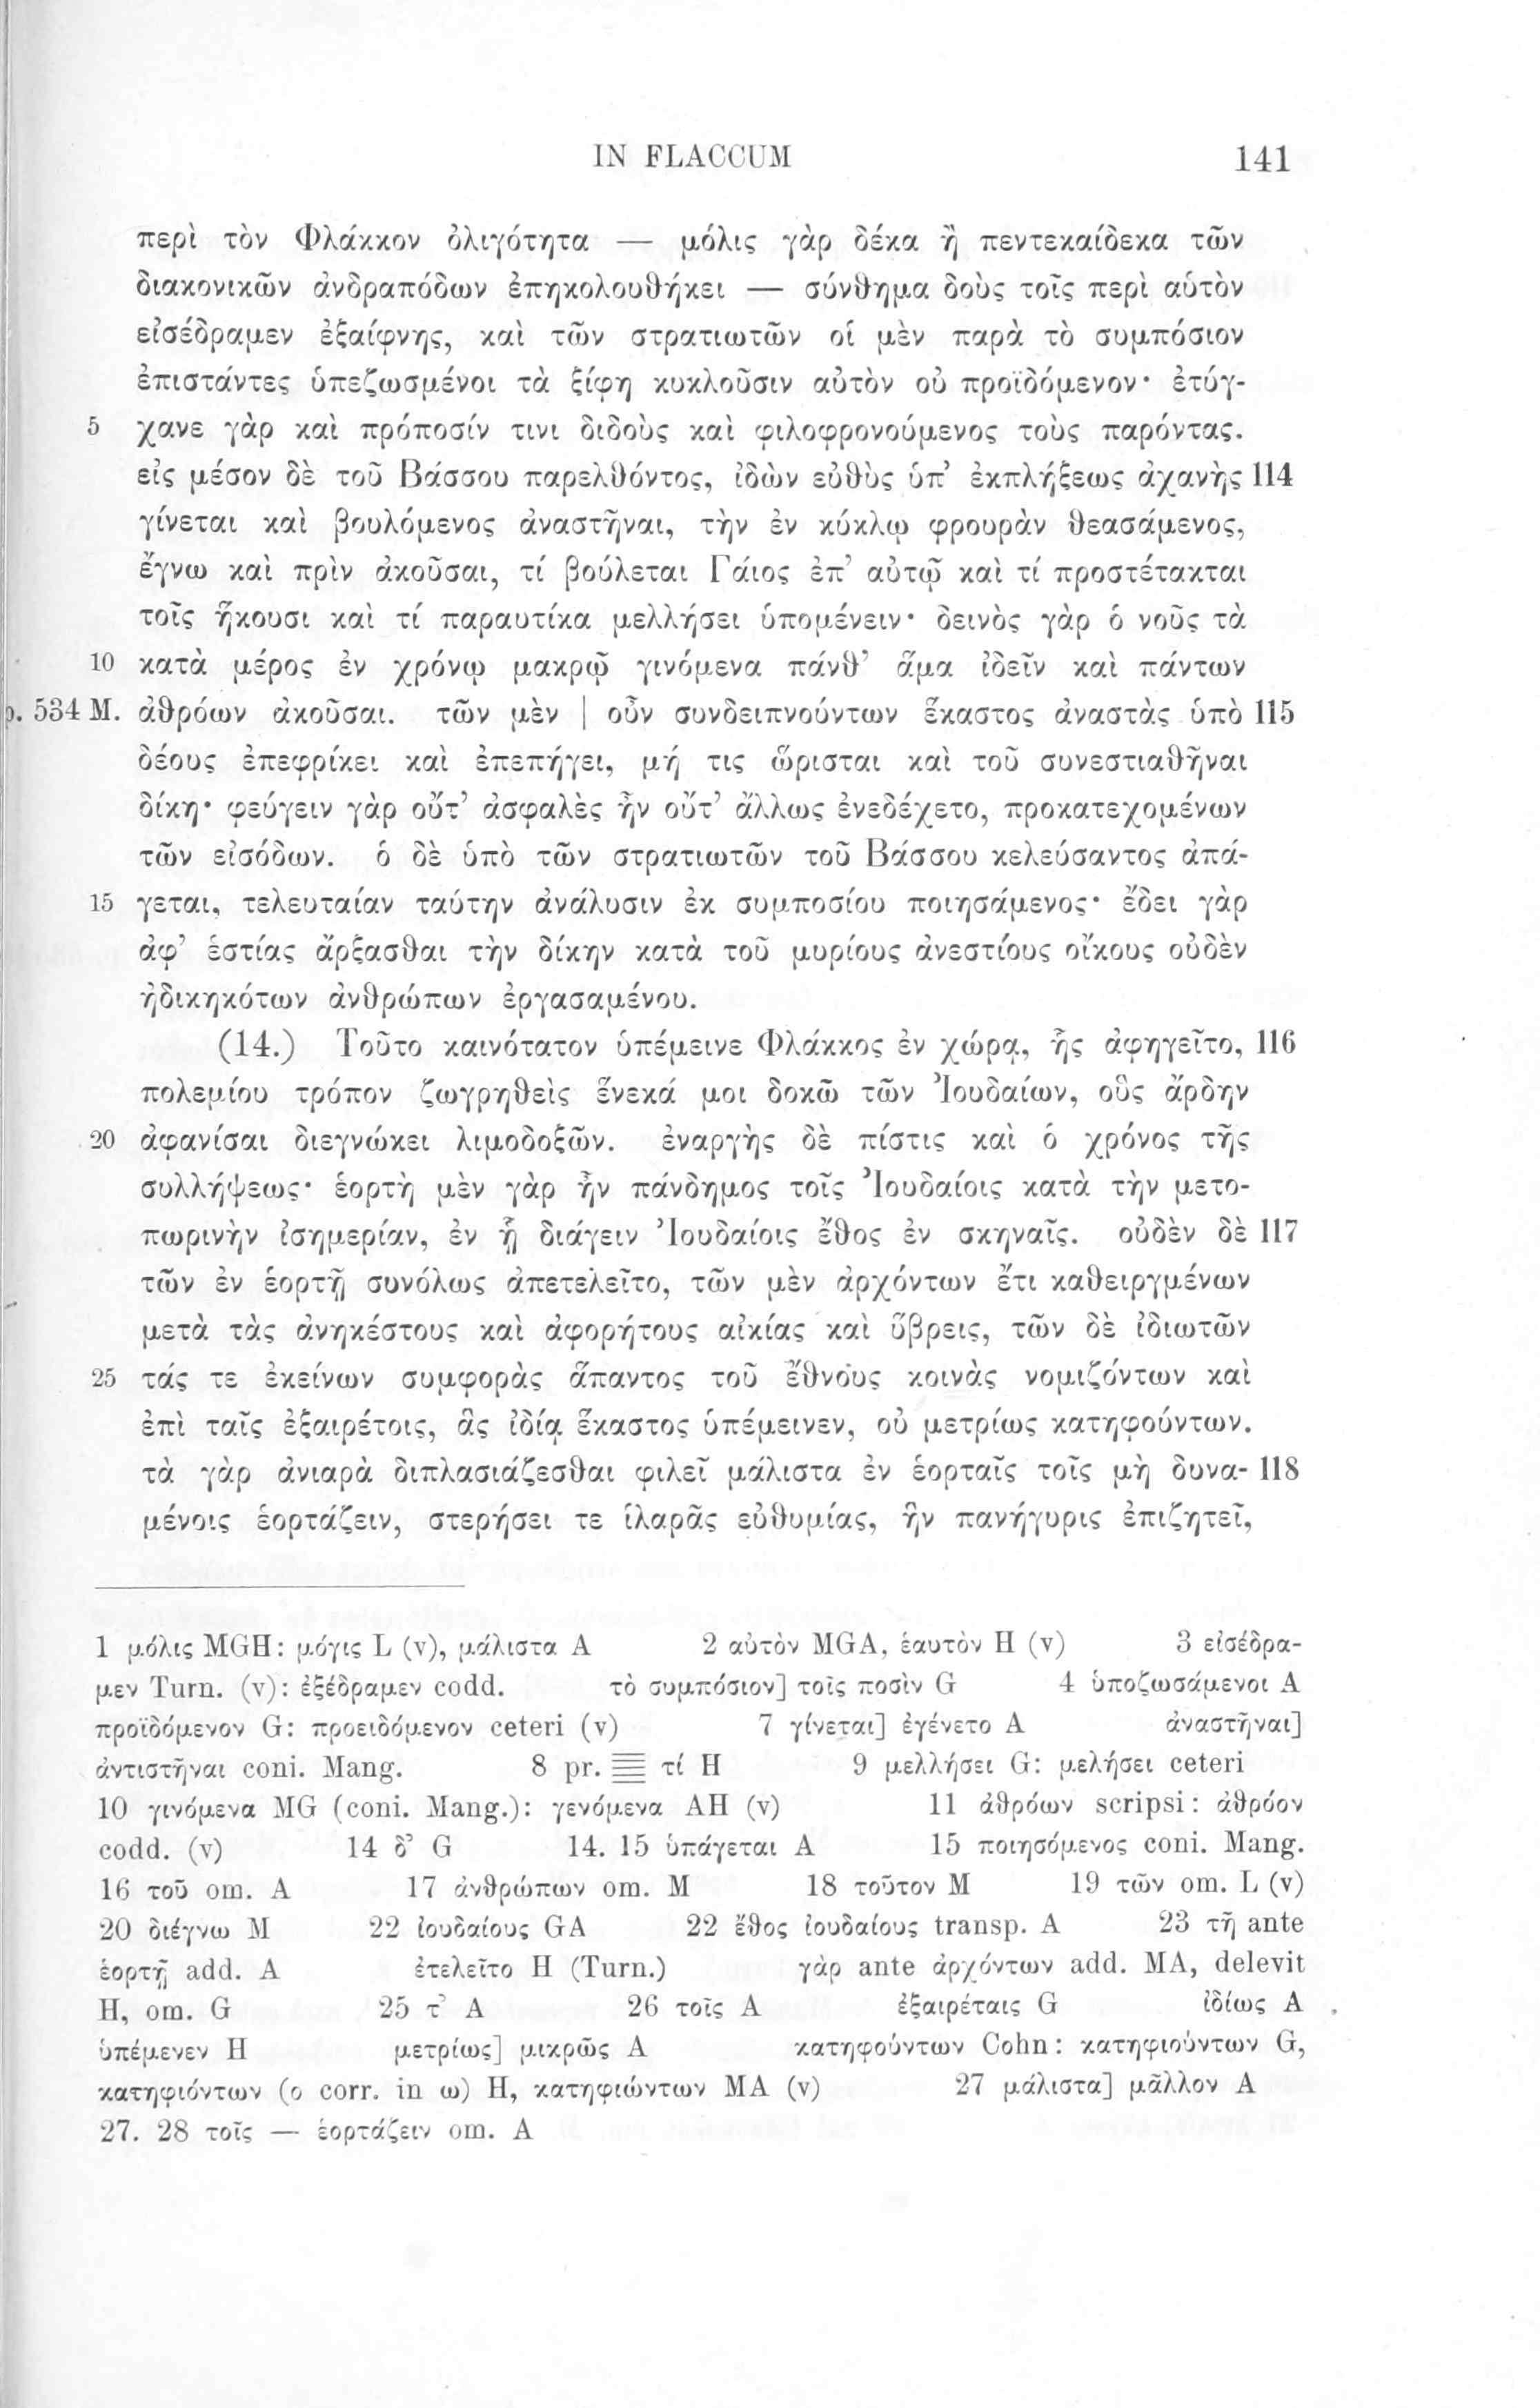 IN FLACCUM 141
περὶ τὸν Φλάκκον ὀλιγότητα — μόλις γὰρ δέκα ἢ πεντεκαίδεκα τῶν
διακονικῶν ἀνδραπόδων ἐπηκολουθήκει — σύνθημα δοὺς τοῖς περὶ αὑτὸν
εἰσέδραμεν ἐξαίφνης, καὶ τῶν στρατιωτῶν οἱ μὲν παρὰ τὸ συμπόσιον
ἐπιστάντες ὑπεζωσμένοι τὰ ξίφη κυκλοῦσιν αὐτὸν οὐ προϊδόμενον· ἐτύγ-
5 χανε γὰρ καὶ πρόποσίν τινι διδοὺς καὶ φιλοφρονούμενος τοὺς παρόντας.
εἰς μέσον δὲ τοῦ Βάσσου παρελθόντος, ἰδὼν εὐθὺς ὑπ’ ἐκπλήξεως ἀχανὴς 114
γίνεται καὶ βουλόμενος ἀναστῆναι, τὴν ἐν κύκλῳ φρουρὰν θεασάμενος,
ἔγνω καὶ πρὶν ἀκοῦσαι, τί βούλεται Γάιος ἐπ’ αὐτῷ καὶ τί προστέτακται
τοῖς ἥκουσι καὶ τί παραυτίκα μελλήσει ὑπομένειν· δεινὸς γὰρ ὁ νοῦς τὰ
10 κατὰ μέρος ἐν χρόνῳ μακρῷ γινόμενα πάνθ’ ἅμα ἰδεῖν καὶ πάντων
p. 534 M. ἀθρόων ἀκοῦσαι. τῶν μὲν | οὖν συνδειπνούντων ἕκαστος ἀναστὰς ὑπὸ 115
δέους ἐπεφρίκει καὶ ἐπεπήγει, μή τις ὥρισται καὶ τοῦ συνεστιαθῆναι
δίκη· φεύγειν γὰρ οὔτ’ ἀσφαλὲς ἦν οὔτ’ ἄλλως ἐνεδέχετο, προκατεχομένων
τῶν εἰσόδων. ὁ δὲ ὑπὸ τῶν στρατιωτῶν τοῦ Βάσσου κελεύσαντος ἀπά-
15 γεται, τελευταίαν ταύτην ἀνάλυσιν ἐκ συμποσίου ποιησάμενος· ἔδει γὰρ
ἀφ’ ἑστίας ἄρξασθαι τὴν δίκην κατὰ τοῦ μυρίους ἀνεστίους οἴκους οὐδὲν
ἠδικηκότων ἀνθρώπων ἐργασαμένου.
(14.) Τοῦτο καινότατον ὑπέμεινε Φλάκκος ἐν χώρᾳ, ἧς ἀφηγεῖτο, 116
πολεμίου τρόπον ζωγρηθεὶς ἕνεκά μοι δοκῶ τῶν Ἰουδαίων, οὓς ἄρδην
20 ἀφανίσαι διεγνώκει λιμοδοξῶν. ἐναργὴς δὲ πίστις καὶ ὁ χρόνος τῆς
συλλήψεως· ἑορτὴ μὲν γὰρ ἦν πάνδημος τοῖς Ἰουδαίοις κατὰ τὴν μετο-
πωρινὴν ἰσημερίαν, ἐν ᾗ διάγειν Ἰουδαίοις ἔθος ἐν σκηναῖς. οὐδὲν δὲ 117
τῶν ἐν ἑορτῇ συνόλως ἀπετελεῖτο, τῶν μὲν ἀρχόντων ἔτι καθειργμένων
μετὰ τὰς ἀνηκέστους καὶ ἀφορήτους αἰκίας καὶ ὕβρεις, τῶν δὲ ἰδιωτῶν
25 τάς τε ἐκείνων συμφορὰς ἅπαντος τοῦ ἔθνους κοινὰς νομιζόντων καὶ
ἐπὶ ταῖς ἐξαιρέτοις, ἃς ἰδίᾳ ἕκαστος ὑπέμεινεν, οὐ μετρίως κατηφούντων.
τὰ γὰρ ἀνιαρὰ διπλασιάζεσθαι φιλεῖ μάλιστα ἐν ἑορταῖς τοῖς μὴ δυνα- 118
μένοις ἑορτάζειν, στερήσει τε ἱλαρᾶς εὐθυμίας, ἣν πανήγυρις ἐπιζητεῖ,
1 μόλις MGH: μόγις L (v), μάλιστα A 2 αὑτὸν MGA, ἑαυτὸν H (v) 3 εἰσέδρα-
μεν Turn. (v): ἐξέδραμεν codd. τὸ συμπόσιον] τοῖς ποσὶν G 4 ὑποζωσάμενοι A
προϊδόμενον G: προειδόμενον ceteri (v) 7 γίνεται] ἐγένετο A ἀναστῆναι]
ἀντιστῆναι coni. Mang. 8 pr. τί H 9 μελλήσει G: μελήσει ceteri
10 γινόμενα MG (coni. Mang.): γενόμενα AH (v) 11 ἀθρόων scripsi: ἀθρόον
codd. (v) 14 δ’ G 14. 15 ὑπάγεται A 15 ποιησόμενος coni. Mang.
16 τοῦ om. A 17 ἀνθρώπων om. M 18 τοῦτον M 19 τῶν om. L (v)
20 διέγνω M 22 ἰουδαίους GA 22 ἔθος ἰουδαίους transp. A 23 τῇ ante
ἑορτῇ add. A ἐτελεῖτο H (Turn.) γὰρ ante ἀρχόντων add. MA, delevit
H, om. G 25 τ’ A 26 τοῖς A ἐξαιρέταις G ἰδίως A
ὑπέμενεν H μετρίως] μικρῶς A κατηφούντων Cohn: κατηφιούντων G,
κατηφιόντων (ο corr. in ω) H, κατηφιώντων MA (v) 27 μάλιστα] μᾶλλον A
27. 28 τοῖς — ἑορτάζειν om. A